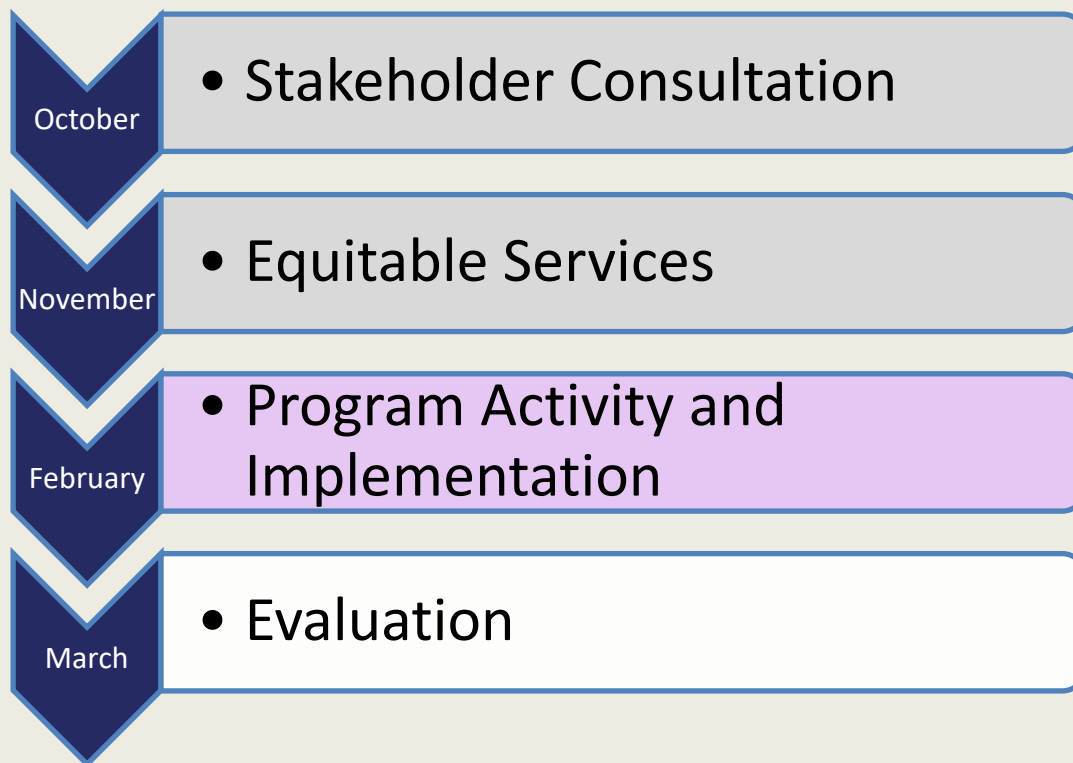 October
• Stakeholder Consultation
November
• Equitable Services
February
• Program Activity and
Implementation
March
• Evaluation